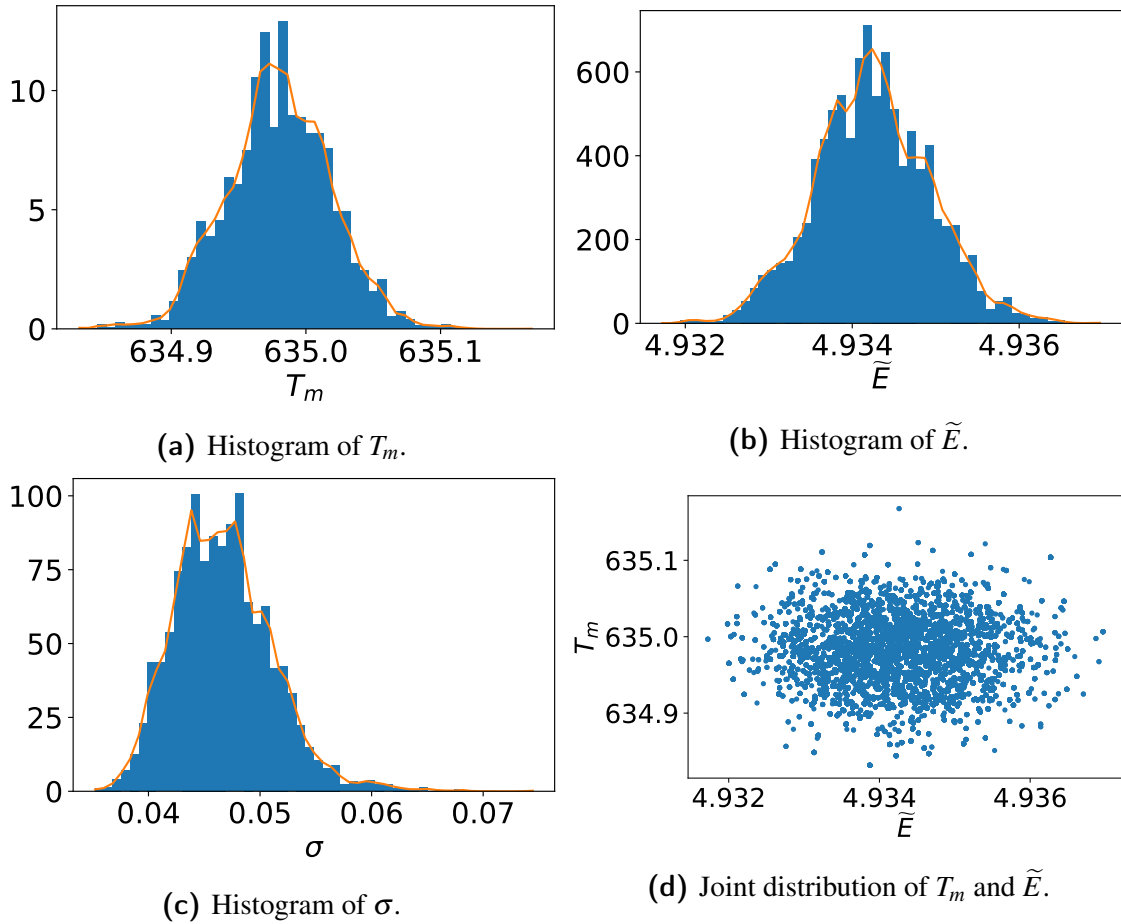 10
5
0
634.9 635.0 635.1
T_m
(a) Histogram of T_m.
600
400
200
0
4.932 4.934 4.936
Ẽ
(b) Histogram of Ẽ.
100
75
50
25
0
0.04 0.05 0.06 0.07
σ
(c) Histogram of σ.
635.1
635.0
634.9
T_m
4.932 4.934 4.936
Ẽ
(d) Joint distribution of T_m and Ẽ.